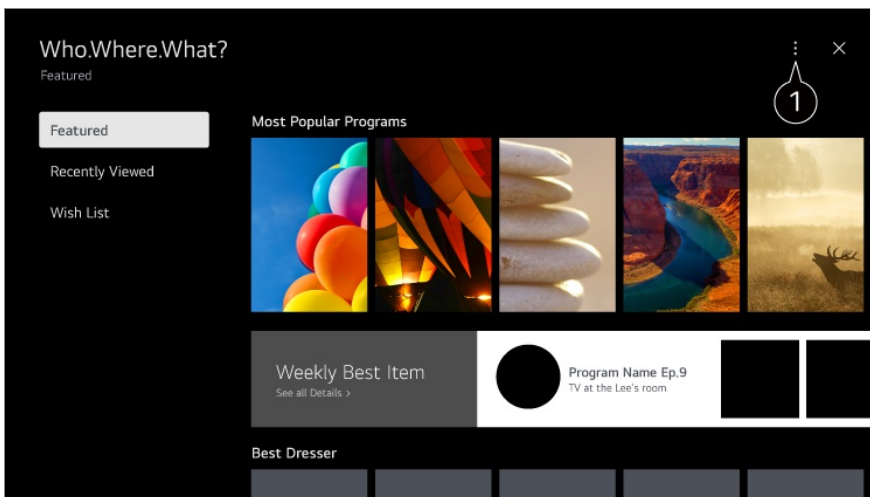 Who.Where.What?
Featured
1
Featured
Recently Viewed
Wish List
Most Popular Programs
Weekly Best Item
See all Details >
Program Name Ep.9
TV at the Lee's room
Best Dresser